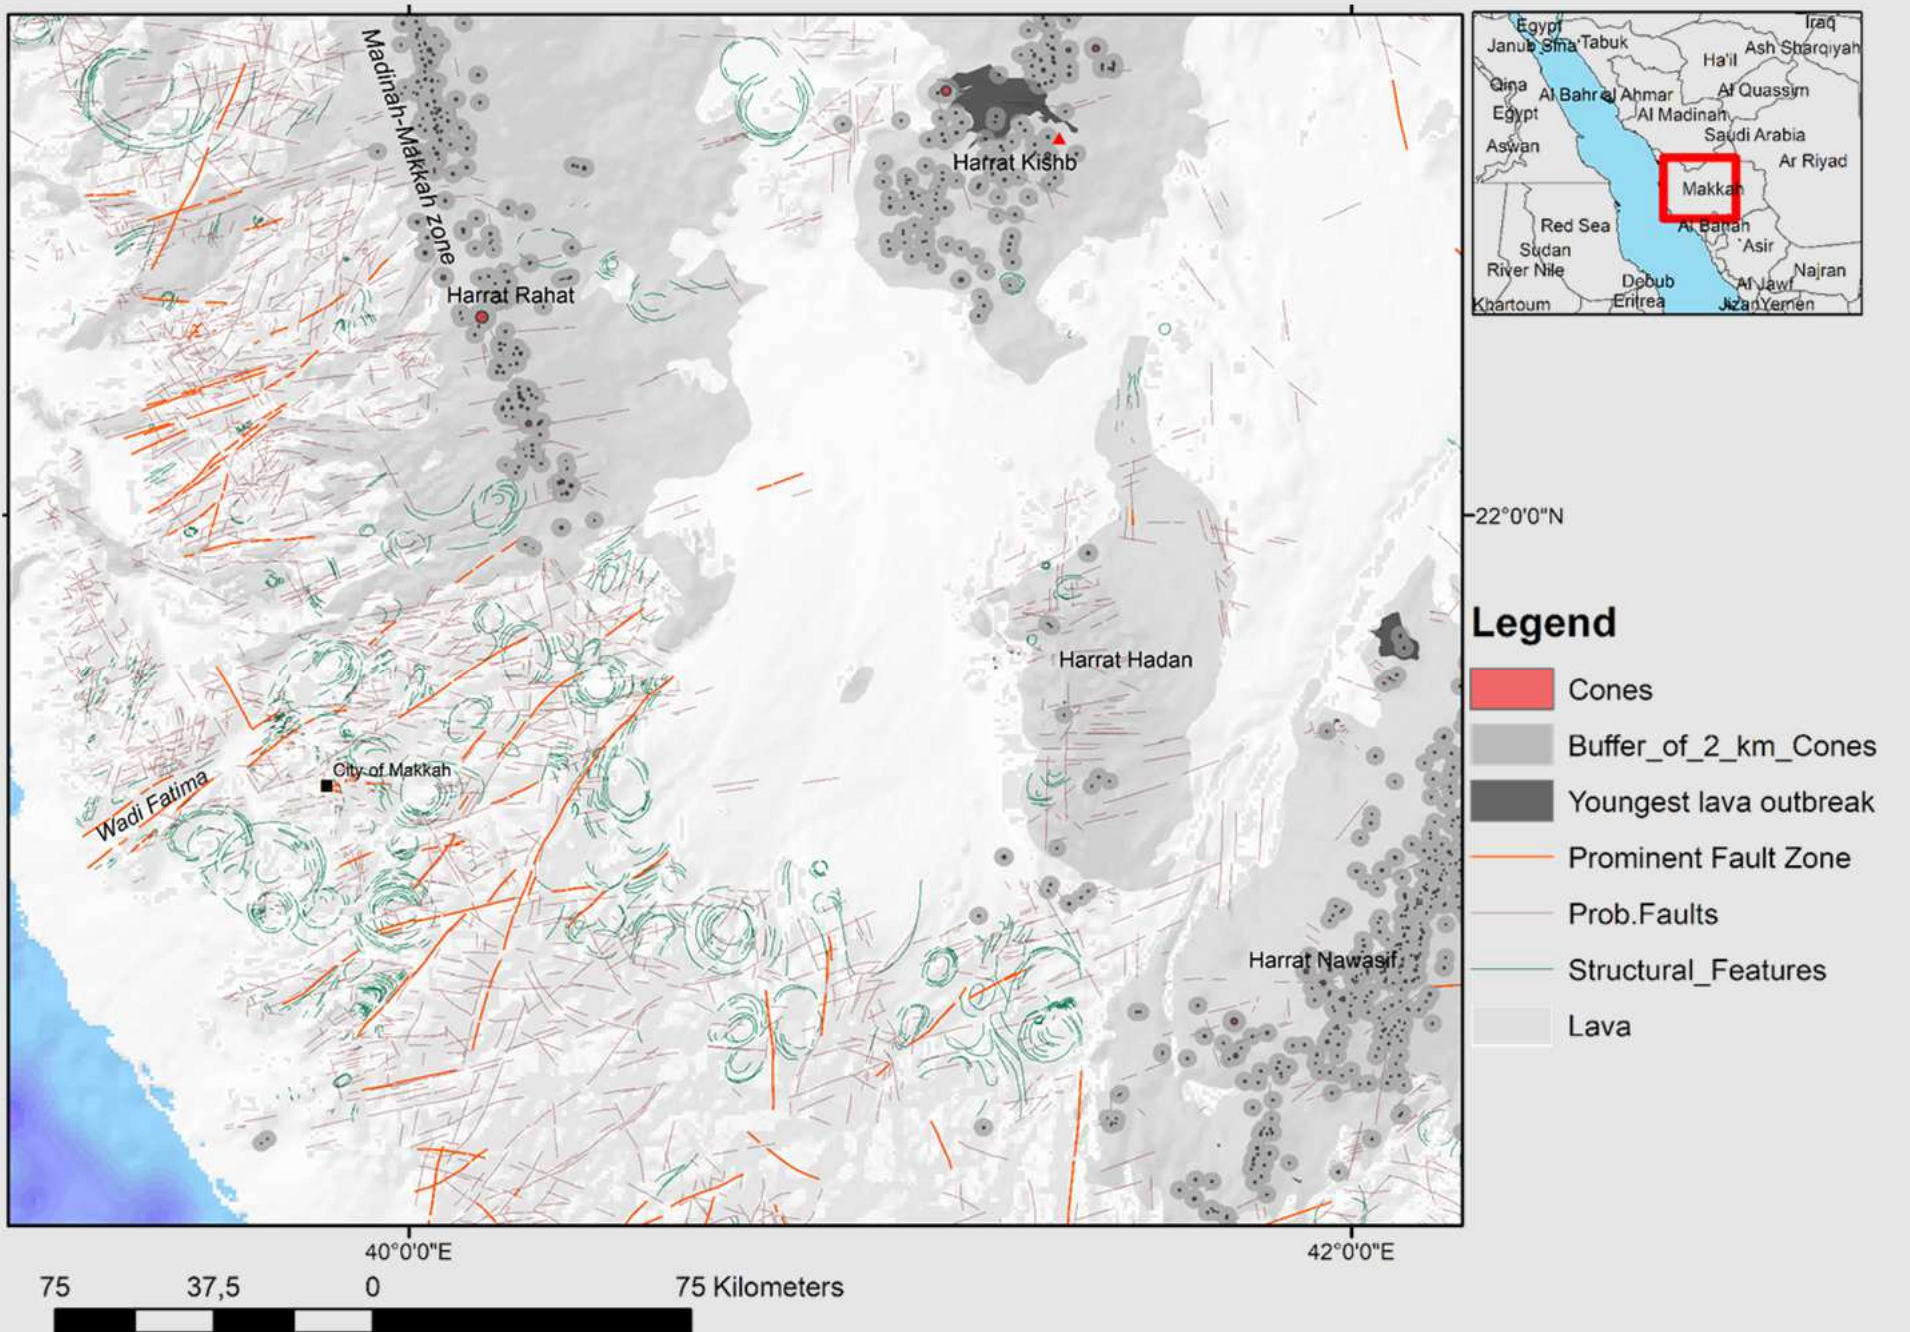 Madinah-Makkah zone
Harrat Kishb
Harrat Rahat
Harrat Hadan
City of Makkah
Wadi Fatima
Harrat Nawasif
22°0'0"N
40°0'0"E
42°0'0"E
75 37,5 0 75 Kilometers
Egypt
Iraq
Janub Sina'
Tabuk
Ash Sharqiyah
Ha'il
Qina
Al Bahr al Ahmar
Al Quassim
Egypt
Al Madinah
Saudi Arabia
Aswan
Ar Riyad
Makkah
Red Sea
Al Bahah
Sudan
'Asir
River Nile
Najran
Debub
Al Jawf
Khartoum
Eritrea
Jizan
Yemen
Legend
Cones
Buffer_of_2_km_Cones
Youngest lava outbreak
Prominent Fault Zone
Prob.Faults
Structural_Features
Lava